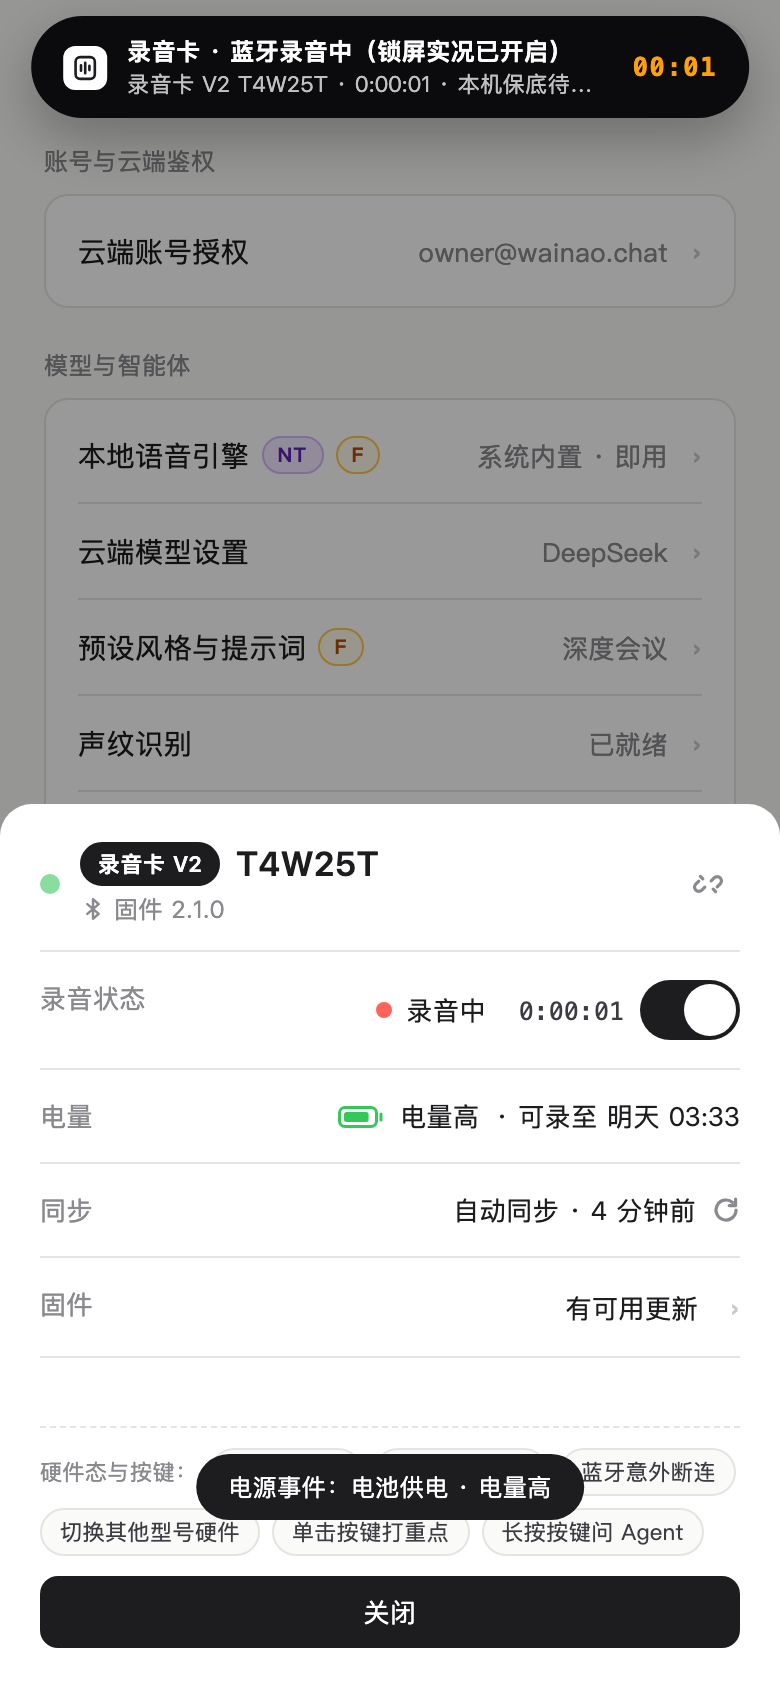 录音卡 · 蓝牙录音中（锁屏实况已开启）
录音卡 V2 T4W25T · 0:00:01 · 本机保底待…
00:01
账号与云端鉴权
云端账号授权 owner@wainao.chat
模型与智能体
本地语音引擎 NT F 系统内置 · 即用
云端模型设置 DeepSeek
预设风格与提示词 F 深度会议
声纹识别 已就绪
录音卡 V2 T4W25T
固件 2.1.0
录音状态 录音中 0:00:01
电量 电量高 · 可录至 明天 03:33
同步 自动同步 · 4 分钟前
固件 有可用更新
硬件态与按键： 蓝牙意外断连
电源事件：电池供电 · 电量高
切换其他型号硬件 单击按键打重点 长按按键问 Agent
关闭